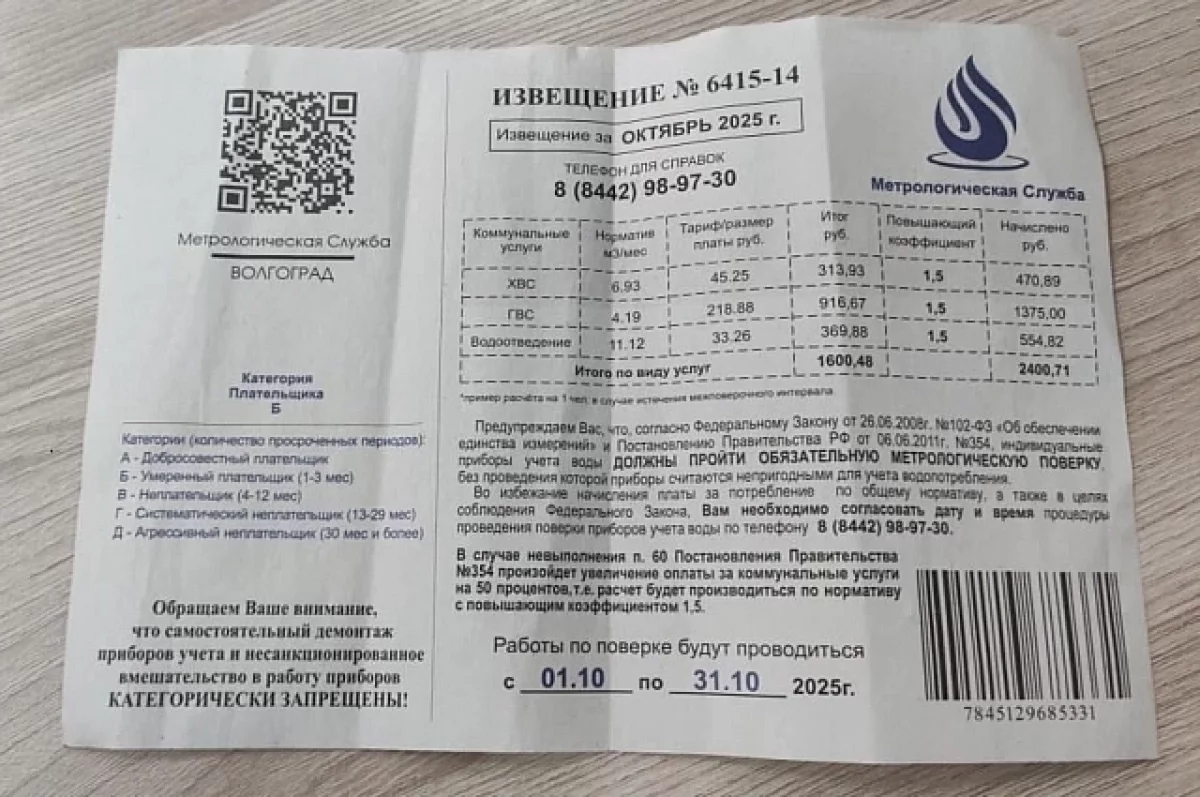 Метрологическая Служба
ВОЛГОГРАД
Категория
Плательщика
Б
Категории (количество просроченных периодов):
А - Добросовестный плательщик
Б - Умеренный плательщик (1-3 мес)
В - Неплательщик (4-12 мес)
Г - Систематический неплательщик (13-29 мес)
Д - Агрессивный неплательщик (30 мес и более)
Обращаем Ваше внимание,
что самостоятельный демонтаж
приборов учета и несанкционированное
вмешательство в работу приборов
КАТЕГОРИЧЕСКИ ЗАПРЕЩЕНЫ!
ИЗВЕЩЕНИЕ № 6415-14
Извещение за ОКТЯБРЬ 2025 г.
ТЕЛЕФОН ДЛЯ СПРАВОК
8 (8442) 98-97-30
Метрологическая Служба
Коммунальные услуги Норматив м3/мес Тариф/размер платы руб. Итог руб. Повышающий коэффициент Начислено руб.
ХВС 6.93 45.25 313,93 1,5 470,89
ГВС 4.19 218.88 916,67 1,5 1375,00
Водоотведение 11.12 33.26 369,88 1,5 554,82
Итого по виду услуг 1600,48 2400,71
*пример расчёта на 1 чел. в случае истечения межповерочного интервала
Предупреждаем Вас, что, согласно Федеральному Закону от 26.06.2008г. №102-ФЗ «Об обеспечении
единства измерений» и Постановлению Правительства РФ от 06.06.2011г. №354, индивидуальные
приборы учета воды ДОЛЖНЫ ПРОЙТИ ОБЯЗАТЕЛЬНУЮ МЕТРОЛОГИЧЕСКУЮ ПОВЕРКУ,
без проведения которой приборы считаются непригодными для учета водопотребления.
Во избежание начисления платы за потребление по общему нормативу, а также в целях
соблюдения Федерального Закона, Вам необходимо согласовать дату и время процедуры
проведения поверки приборов учета воды по телефону 8 (8442) 98-97-30.
В случае невыполнения п. 60 Постановления Правительства
№354 произойдет увеличение оплаты за коммунальные услуги
на 50 процентов,т.е. расчет будет производиться по нормативу
с повышающим коэффициентом 1,5.
Работы по поверке будут проводиться
с 01.10 по 31.10 2025г.
7845129685331